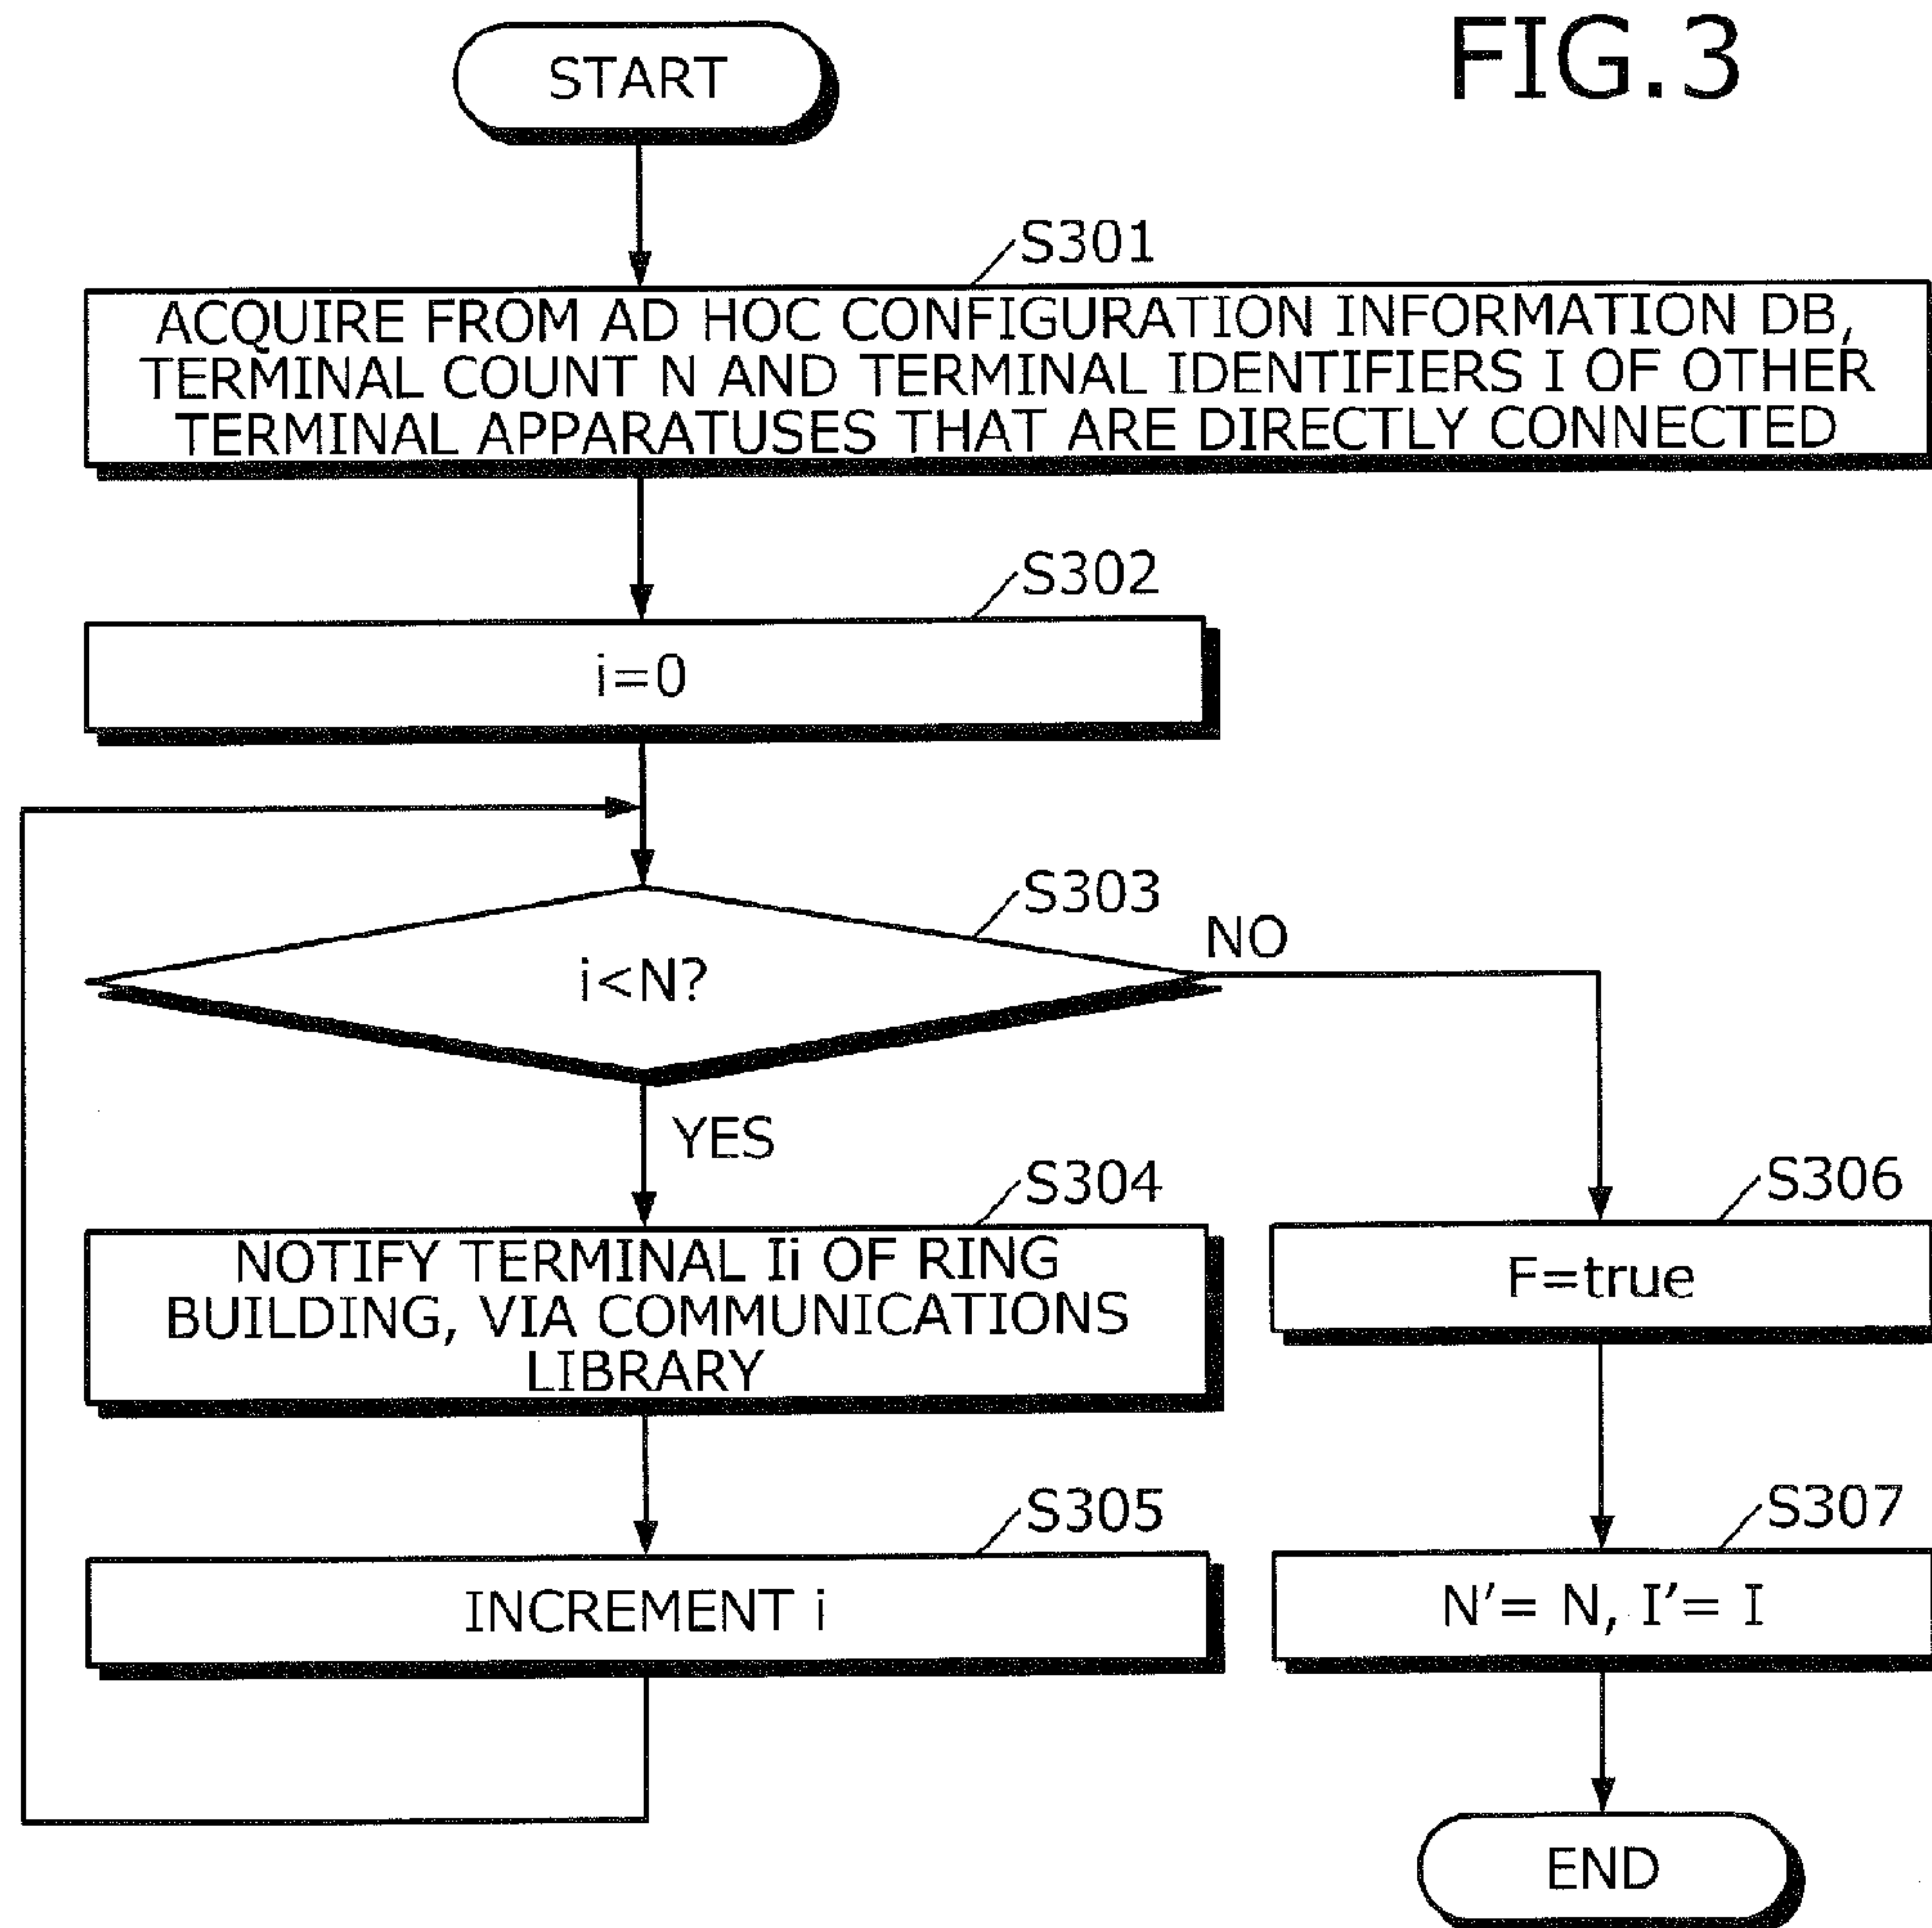 FIG.3
START
S301
ACQUIRE FROM AD HOC CONFIGURATION INFORMATION DB,
TERMINAL COUNT N AND TERMINAL IDENTIFIERS I OF OTHER
TERMINAL APPARATUSES THAT ARE DIRECTLY CONNECTED
S302
i=0
S303
i<N?
NO
YES
S304
NOTIFY TERMINAL Ii OF RING
BUILDING, VIA COMMUNICATIONS
LIBRARY
S305
INCREMENT i
S306
F=true
S307
N'= N, I'= I
END